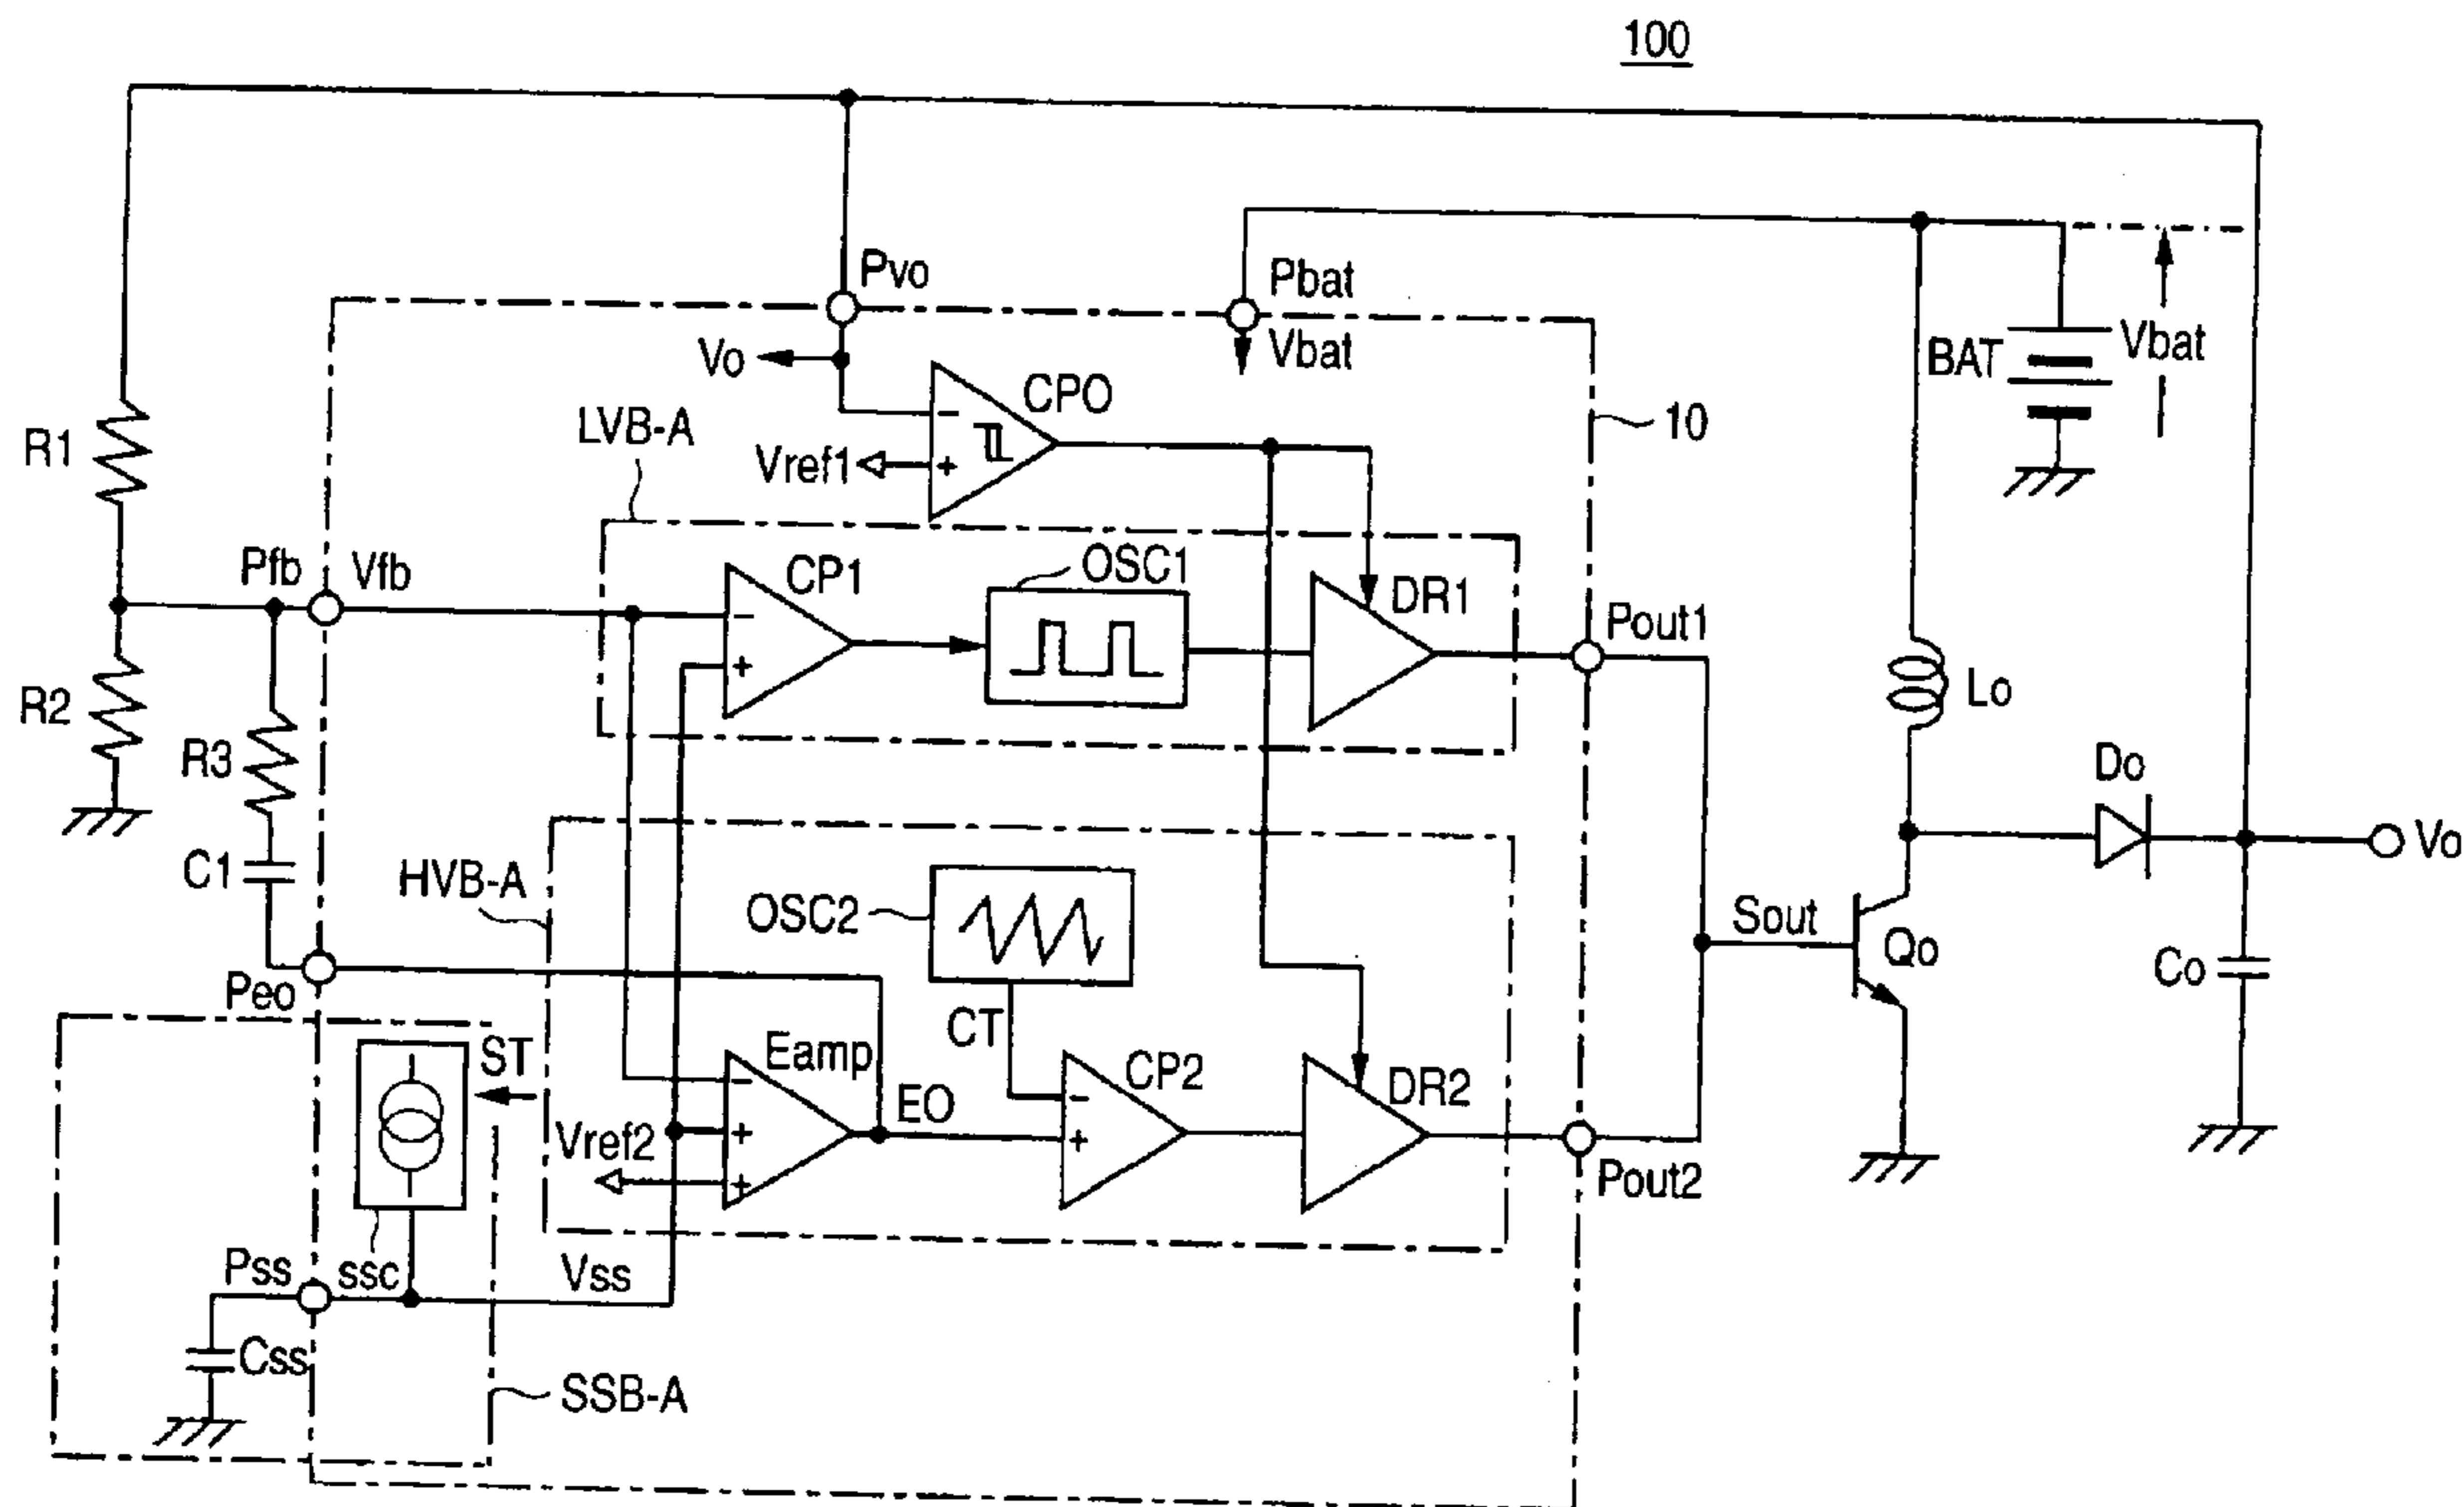 100
Pvo
Pbat
Vo
Vbat
CPO
BAT
Vbat
LVB-A
10
R1
Vref1
−
+
Pfb
Vfb
CP1
OSC1
DR1
Pout1
−
+
R2
R3
Lo
Do
C1
HVB-A
OSC2
Vo
Sout
Qo
Co
Peo
CT
ST
Eamp
EO
CP2
DR2
−
+
+
−
+
Vref2
Pout2
Pss
ssc
Vss
Css
SSB-A